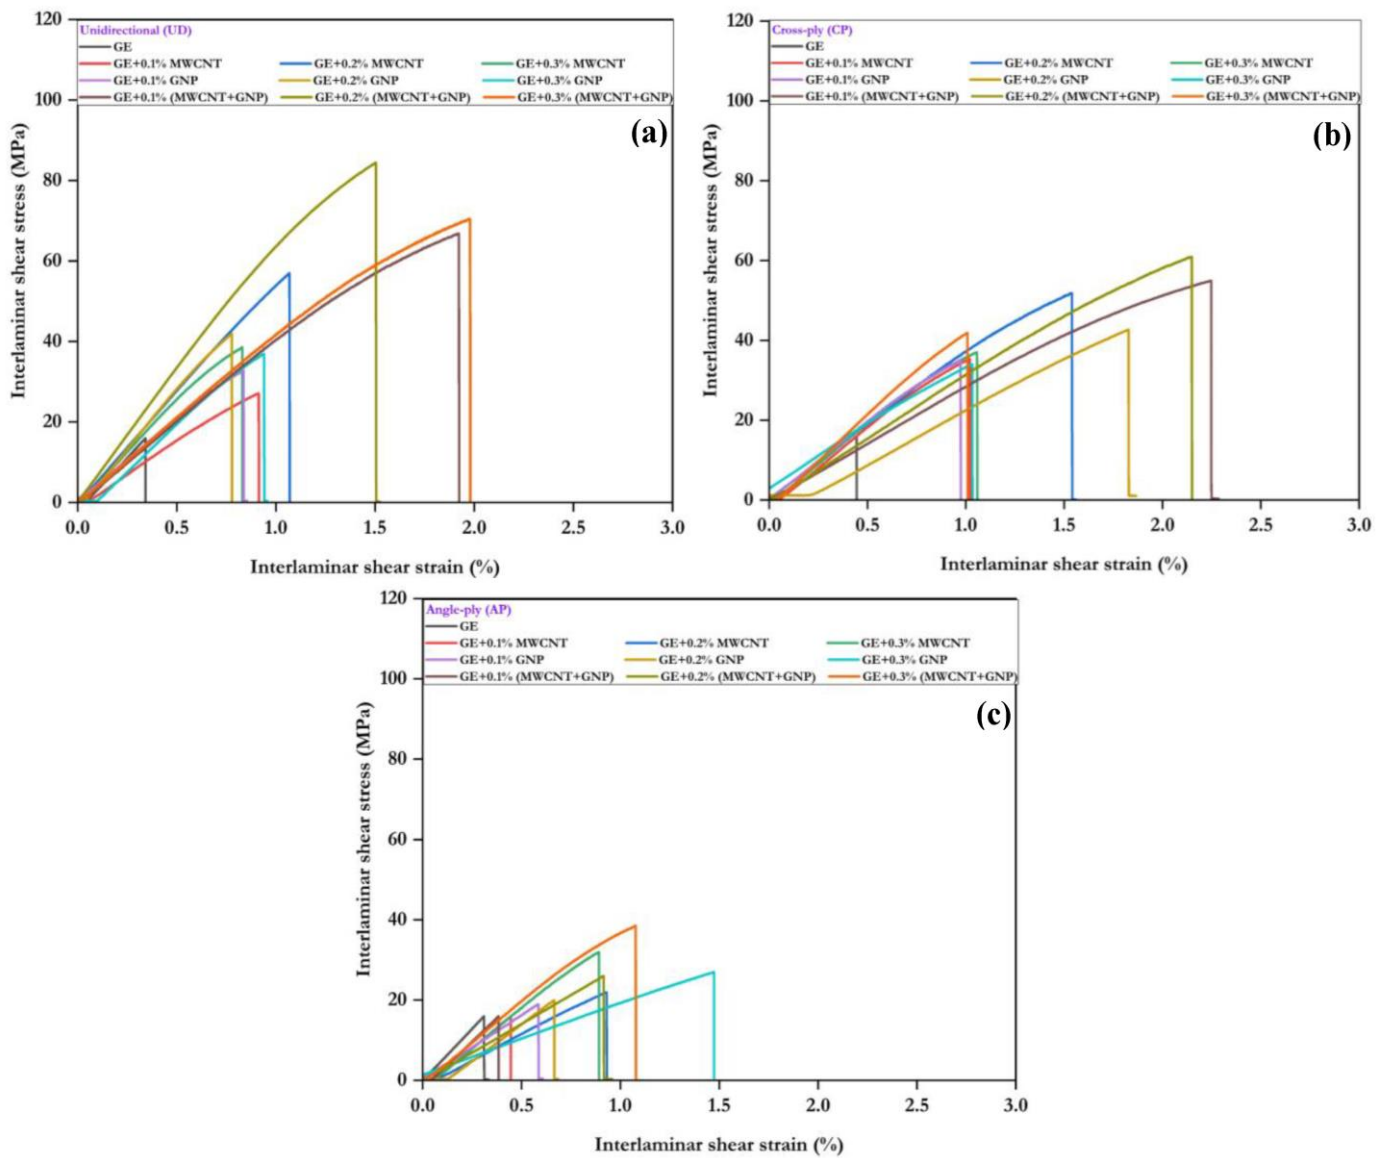 Unidirectional (UD)
GE
GE+0.1% MWCNT GE+0.2% MWCNT GE+0.3% MWCNT
GE+0.1% GNP GE+0.2% GNP GE+0.3% GNP
GE+0.1% (MWCNT+GNP) GE+0.2% (MWCNT+GNP) GE+0.3% (MWCNT+GNP)
(a)
120
100
80
60
40
20
0
Interlaminar shear stress (MPa)
0.0 0.5 1.0 1.5 2.0 2.5 3.0
Interlaminar shear strain (%)
Cross-ply (CP)
GE
GE+0.1% MWCNT GE+0.2% MWCNT GE+0.3% MWCNT
GE+0.1% GNP GE+0.2% GNP GE+0.3% GNP
GE+0.1% (MWCNT+GNP) GE+0.2% (MWCNT+GNP) GE+0.3% (MWCNT+GNP)
(b)
120
100
80
60
40
20
0
Interlaminar shear stress (MPa)
0.0 0.5 1.0 1.5 2.0 2.5 3.0
Interlaminar shear strain (%)
Angle-ply (AP)
GE
GE+0.1% MWCNT GE+0.2% MWCNT GE+0.3% MWCNT
GE+0.1% GNP GE+0.2% GNP GE+0.3% GNP
GE+0.1% (MWCNT+GNP) GE+0.2% (MWCNT+GNP) GE+0.3% (MWCNT+GNP)
(c)
120
100
80
60
40
20
0
Interlaminar shear stress (MPa)
0.0 0.5 1.0 1.5 2.0 2.5 3.0
Interlaminar shear strain (%)